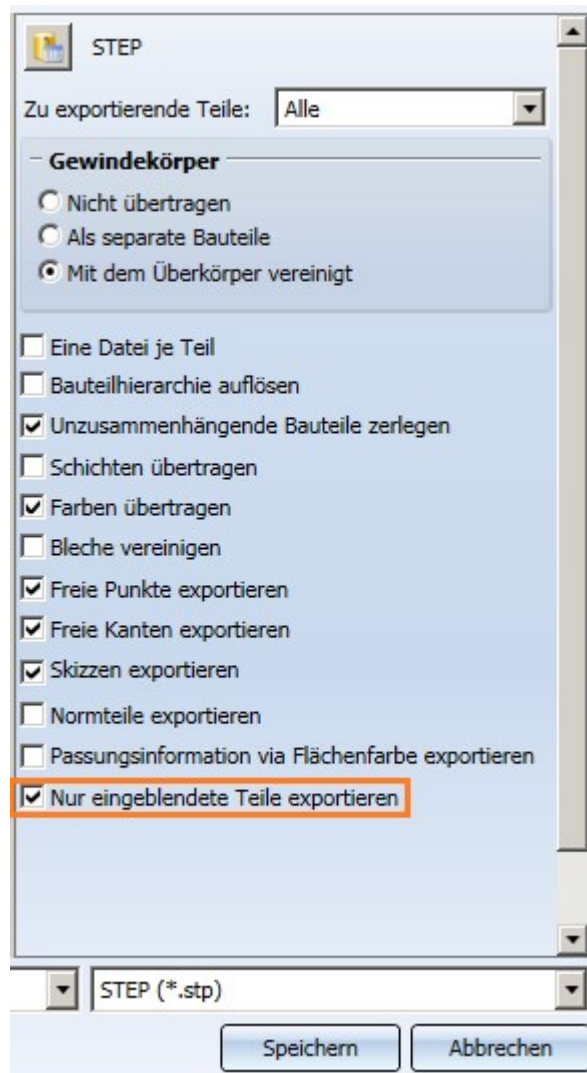 STEP
Zu exportierende Teile: Alle
Gewindekörper
Nicht übertragen
Als separate Bauteile
Mit dem Überkörper vereinigt
Eine Datei je Teil
Bauteilhierarchie auflösen
Unzusammenhängende Bauteile zerlegen
Schichten übertragen
Farben übertragen
Bleche vereinigen
Freie Punkte exportieren
Freie Kanten exportieren
Skizzen exportieren
Normteile exportieren
Passungsinformation via Flächenfarbe exportieren
Nur eingeblendete Teile exportieren
STEP (*.stp)
Speichern Abbrechen